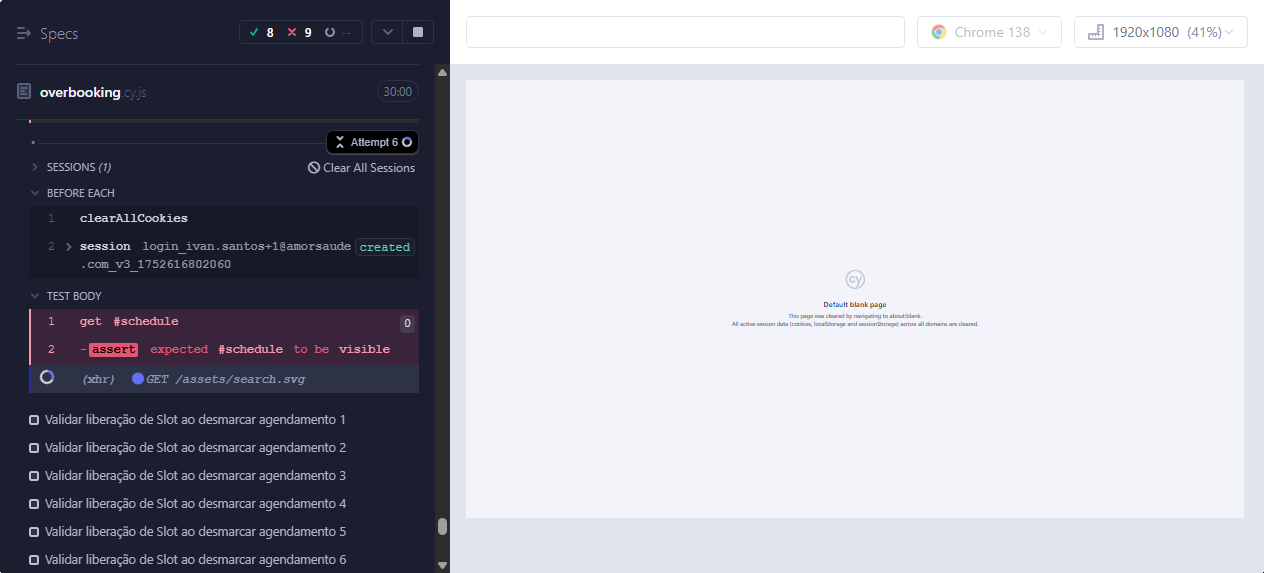 Specs
8 9 --
Chrome 138
1920x1080 (41%)
overbooking.cy.js
30:00
Attempt 6
SESSIONS (1)
Clear All Sessions
BEFORE EACH
1 clearAllCookies
2 session login_ivan.santos+1@amorsaude created
.com_v3_1752616802060
TEST BODY
1 get #schedule 0
2 -assert expected #schedule to be visible
(xhr) GET /assets/search.svg
Validar liberação de Slot ao desmarcar agendamento 1
Validar liberação de Slot ao desmarcar agendamento 2
Validar liberação de Slot ao desmarcar agendamento 3
Validar liberação de Slot ao desmarcar agendamento 4
Validar liberação de Slot ao desmarcar agendamento 5
Validar liberação de Slot ao desmarcar agendamento 6
cy
Default blank page
This page was cleared by navigating to about:blank.
All active session data (cookies, localStorage and sessionStorage) across all domains are cleared.